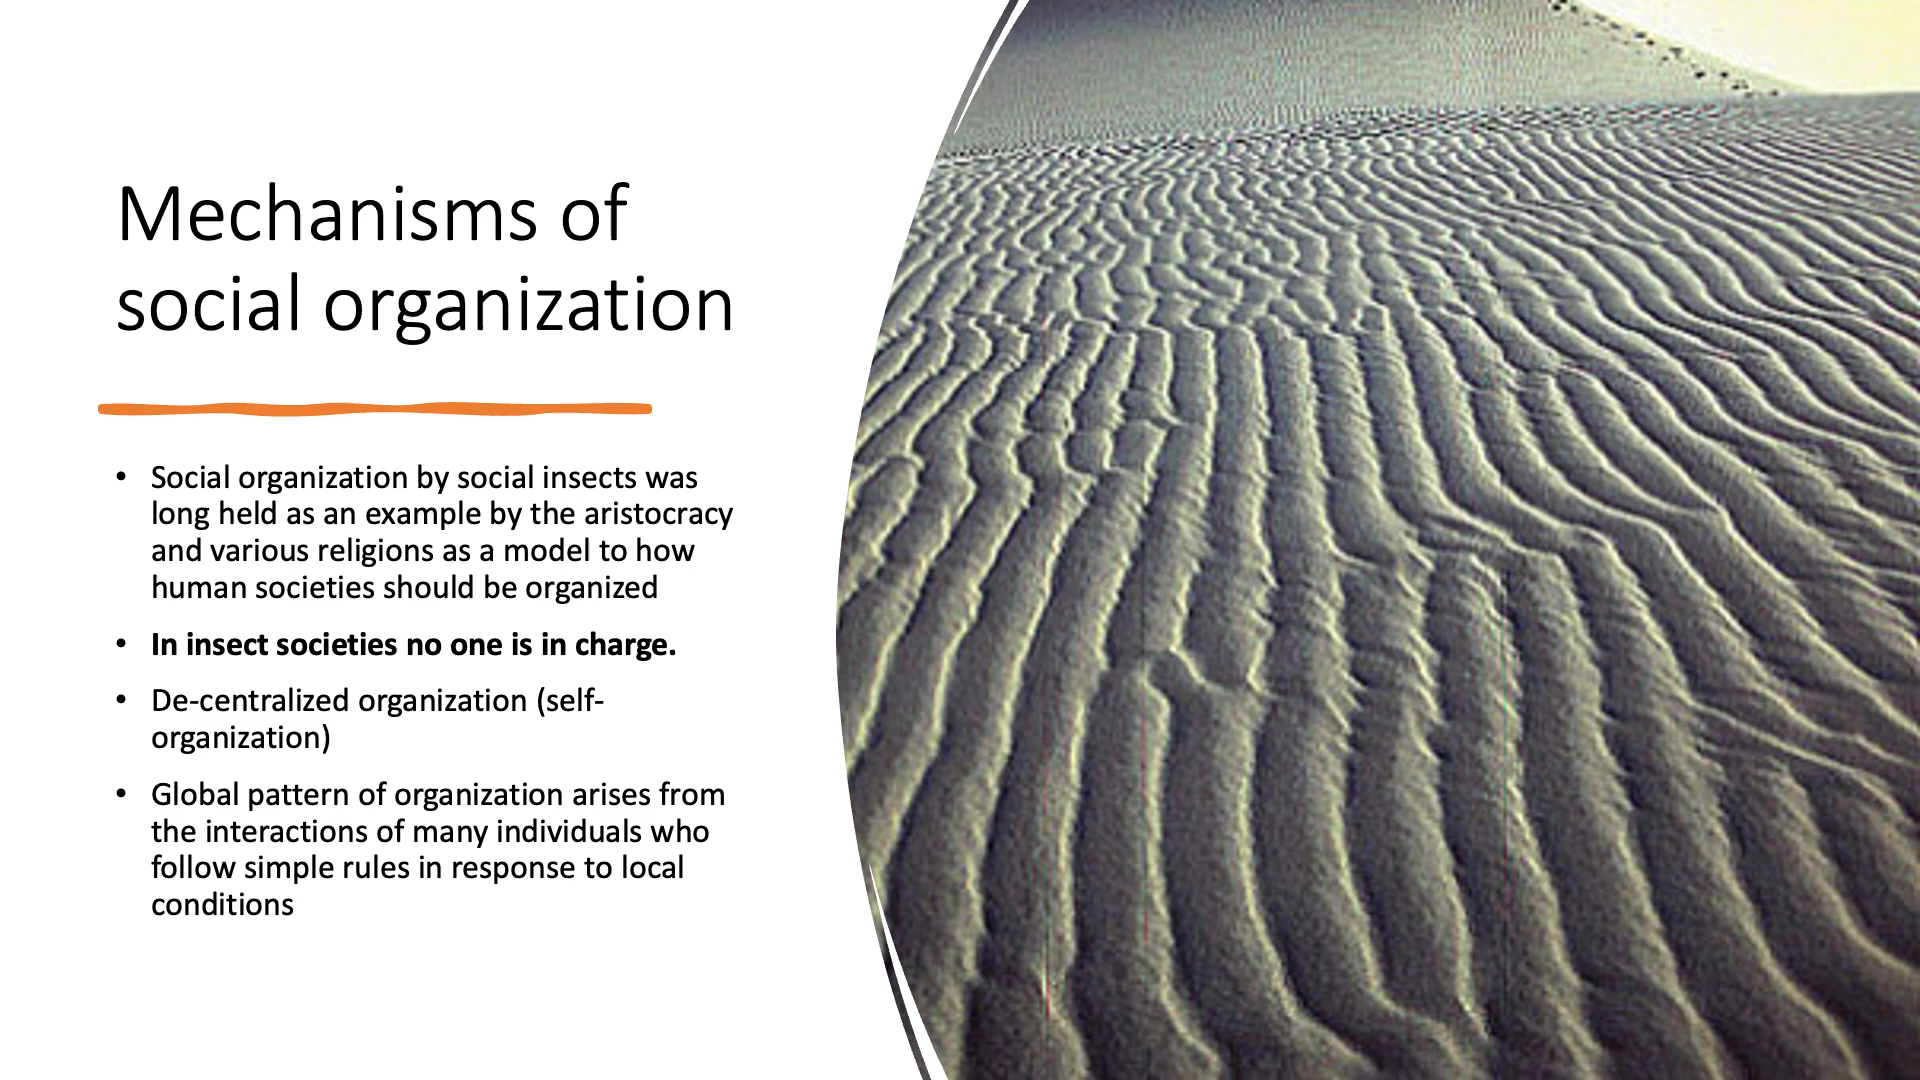 Mechanisms of
social organization
• Social organization by social insects was
long held as an example by the aristocracy
and various religions as a model to how
human societies should be organized
• In insect societies no one is in charge.
• De-centralized organization (self-
organization)
• Global pattern of organization arises from
the interactions of many individuals who
follow simple rules in response to local
conditions